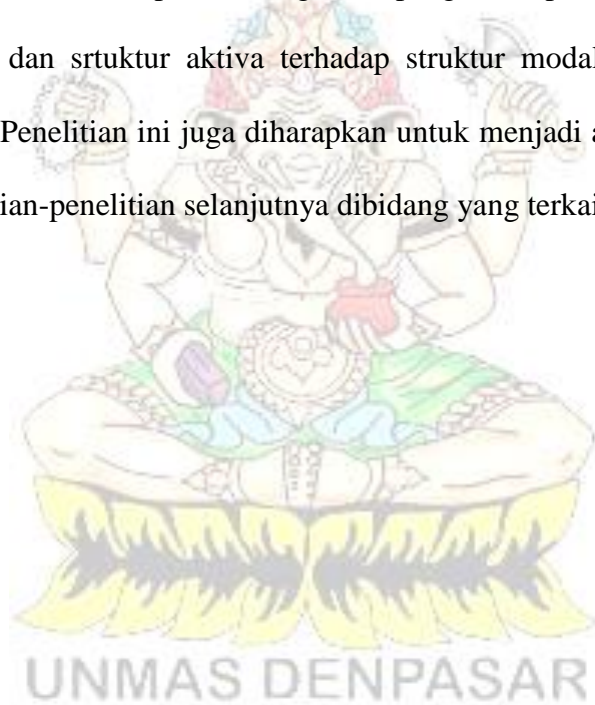 dan srtuktur aktiva terhadap struktur modal
Penelitian ini juga diharapkan untuk menjadi
ian-penelitian selanjutnya dibidang yang terkai
UNMAS DENPASAR